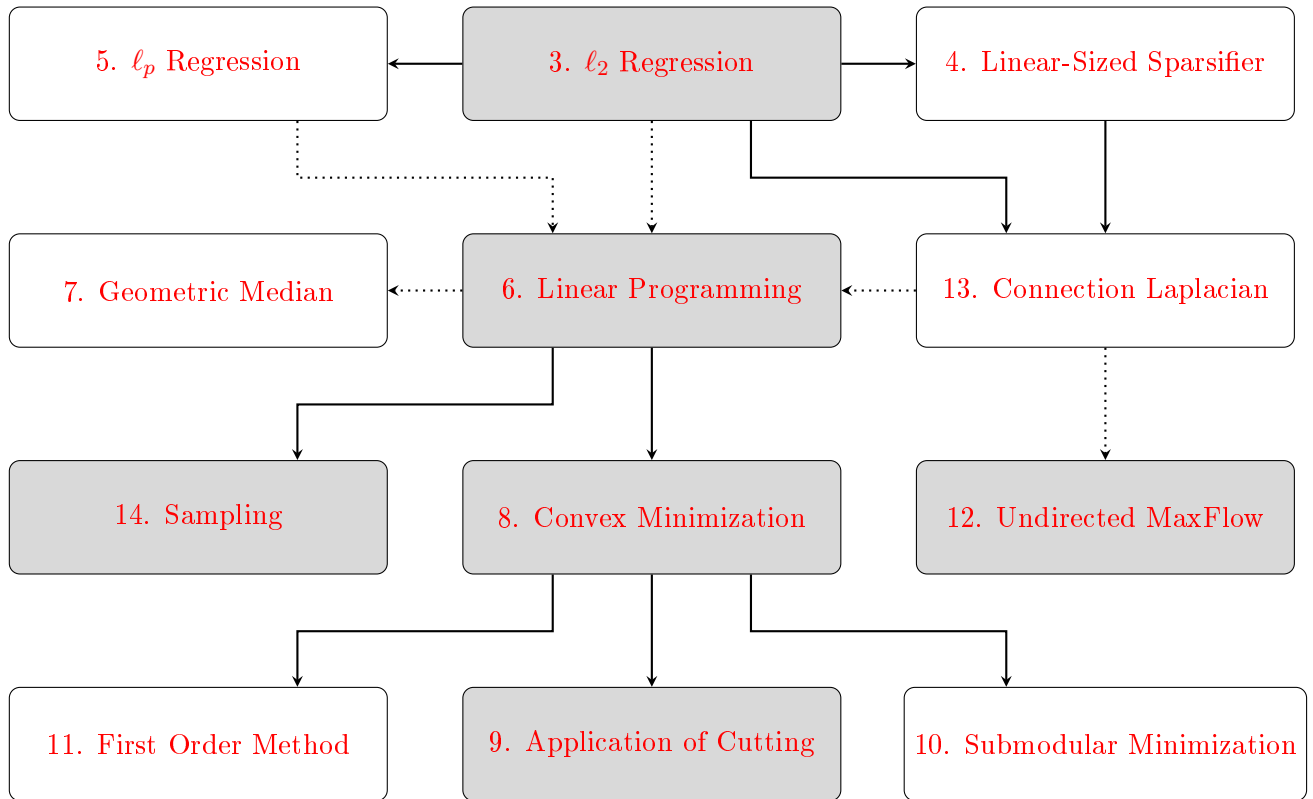 5. ℓ_p Regression
3. ℓ_2 Regression
4. Linear-Sized Sparsifier
7. Geometric Median
6. Linear Programming
13. Connection Laplacian
14. Sampling
8. Convex Minimization
12. Undirected MaxFlow
11. First Order Method
9. Application of Cutting
10. Submodular Minimization